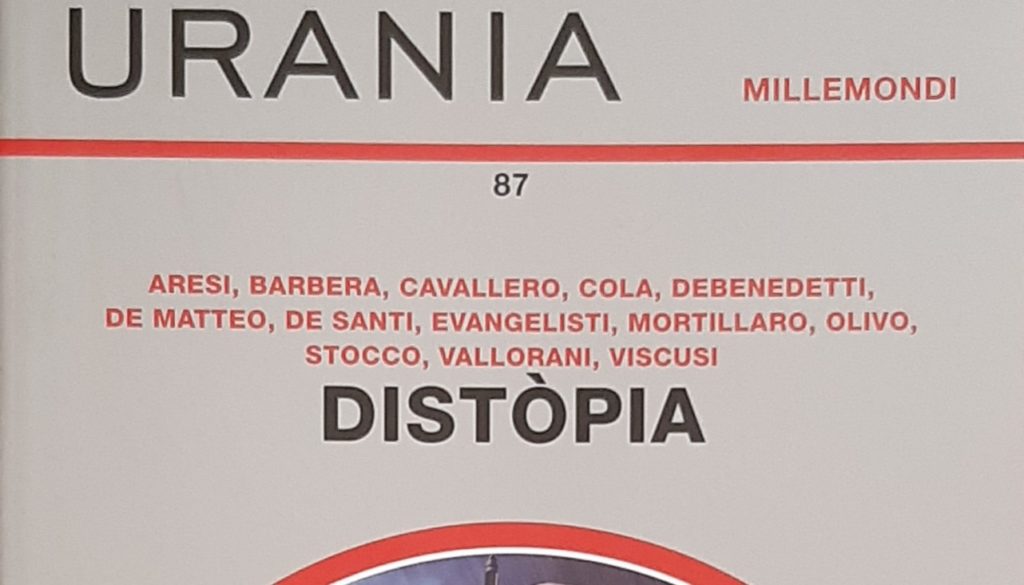 URANIA
MILLEMONDI
87
ARESI, BARBERA, CAVALLERO, COLA, DEBENEDETTI,
DE MATTEO, DE SANTI, EVANGELISTI, MORTILLARO, OLIVO,
STOCCO, VALLORANI, VISCUSI
DISTÒPIA